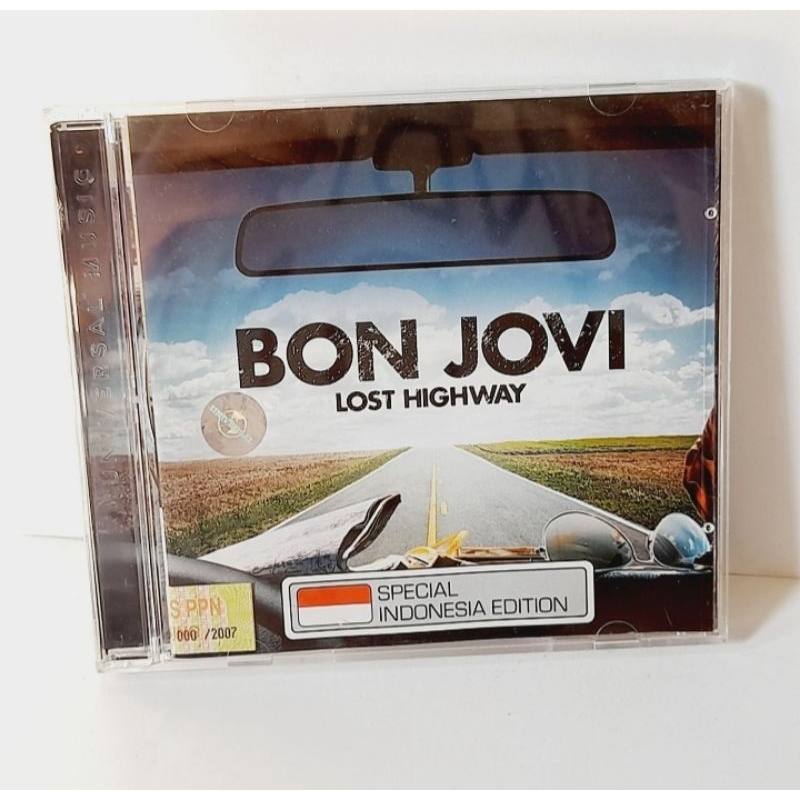 UNIVERSAL MUSIC
BON JOVI
LOST HIGHWAY
S PPN
000 /2007
SPECIAL
INDONESIA EDITION